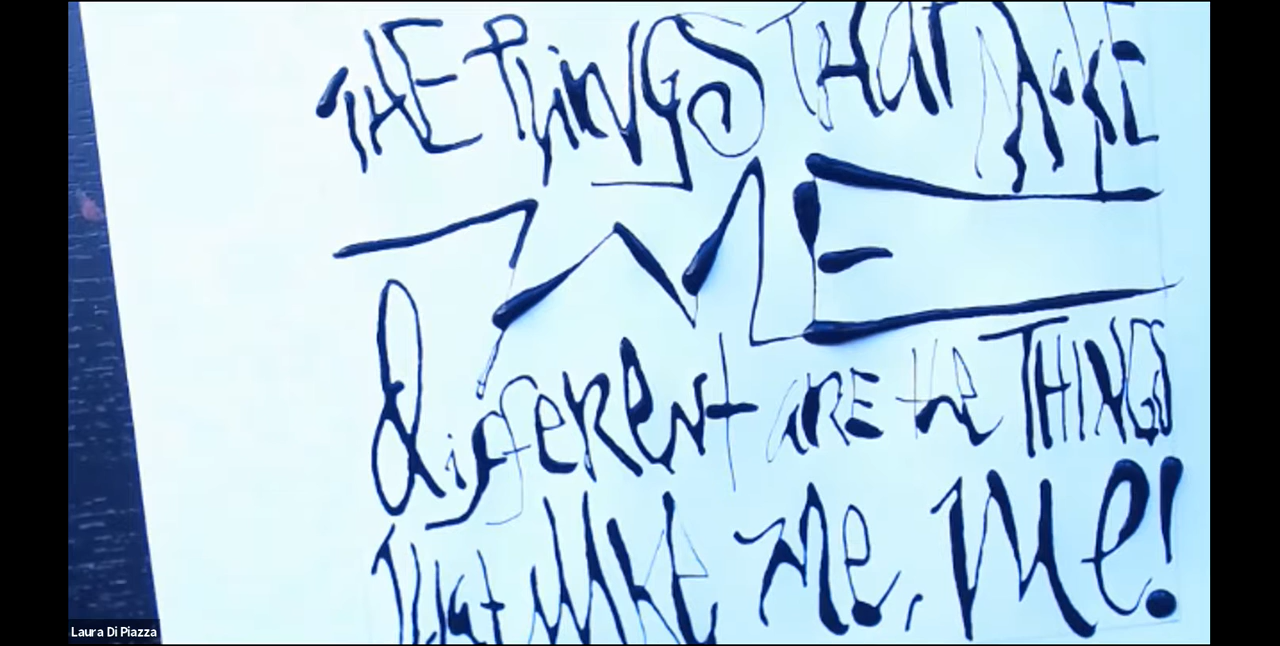 THE THiNGS THAT MAKE
ME
different ARE the THINGS
That MAKE me, Me!
Laura Di Piazza